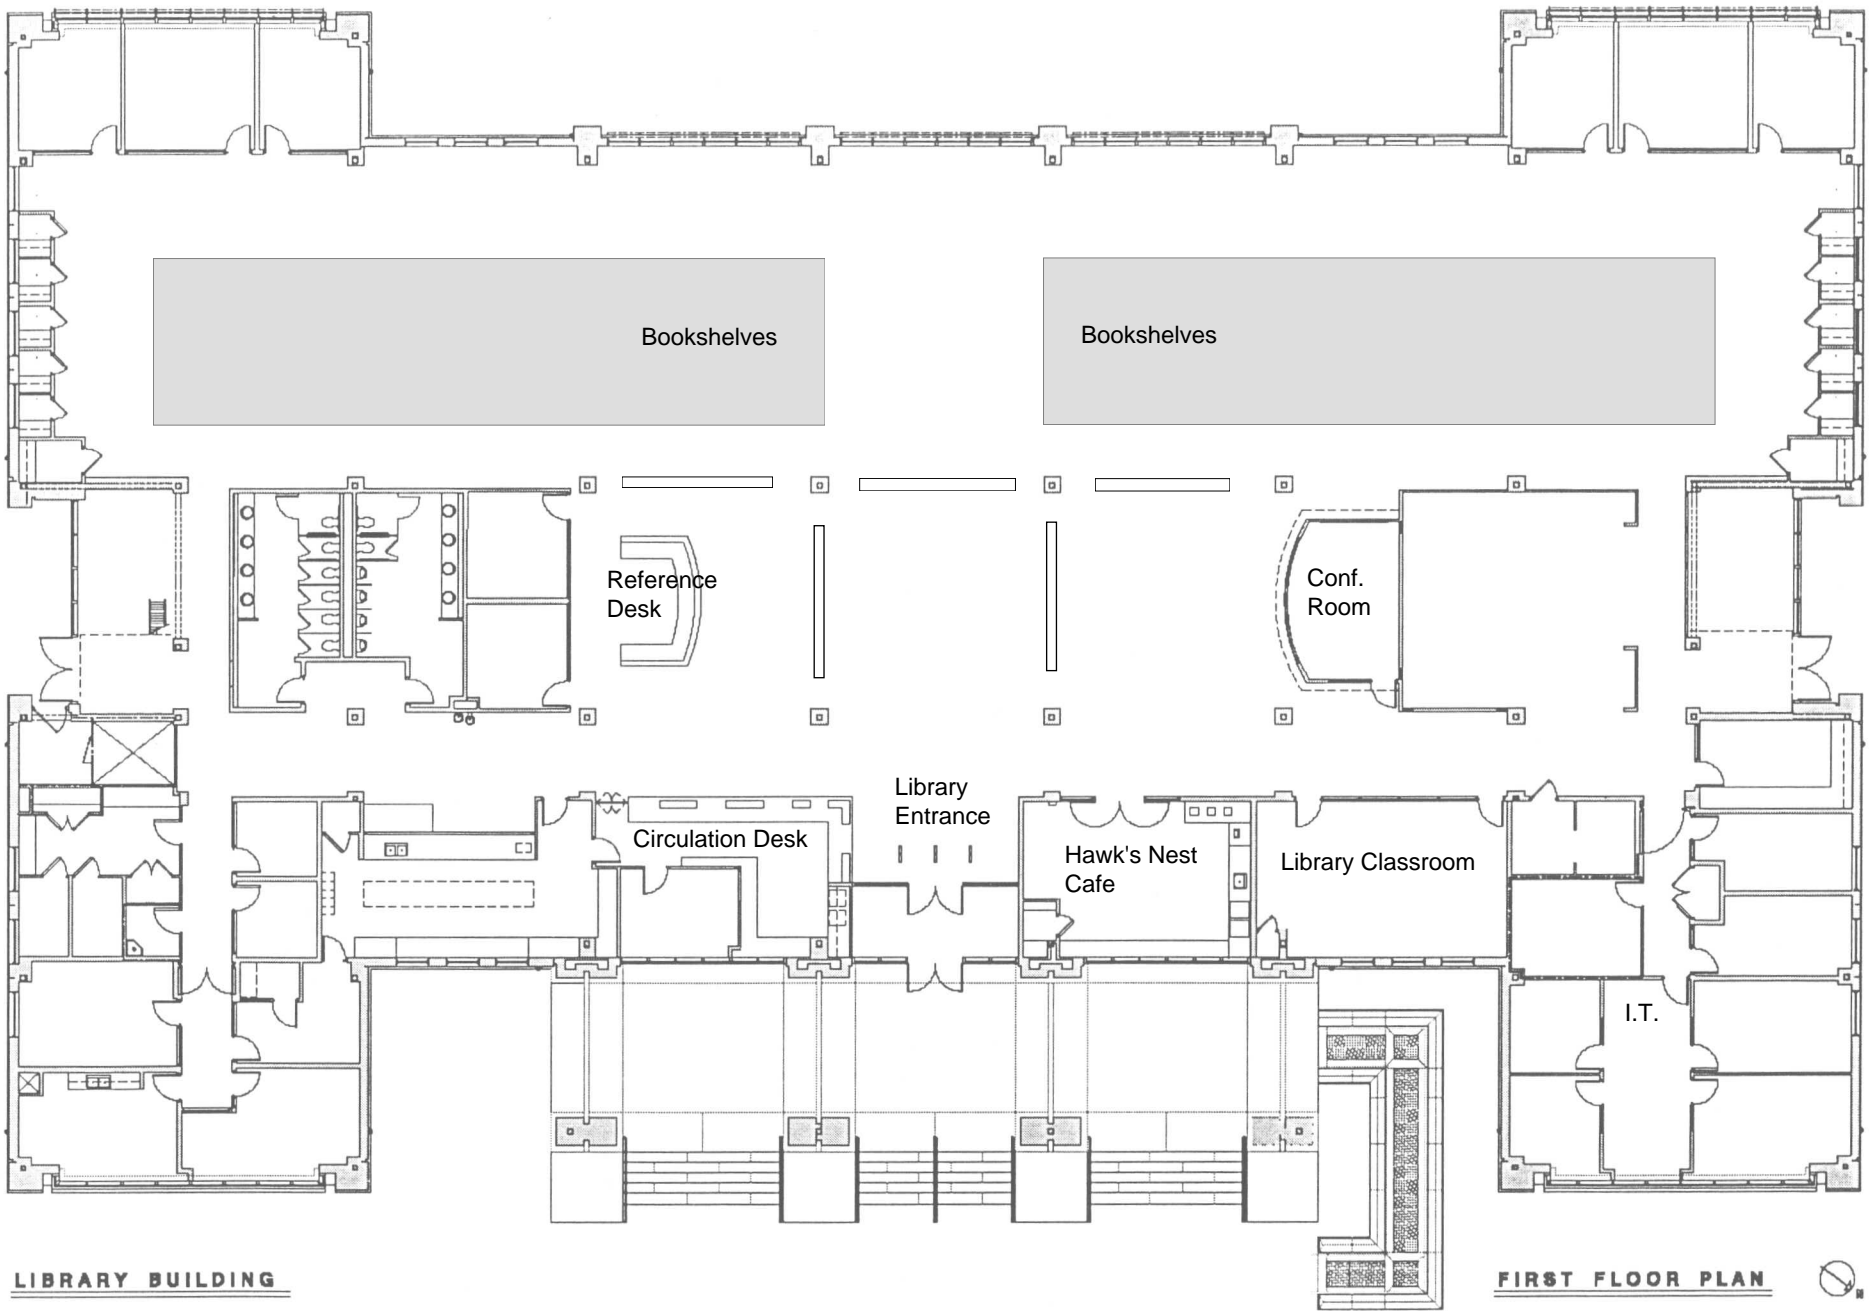 Bookshelves
Bookshelves
Reference
Desk
Conf.
Room
Library
Entrance
Circulation Desk
Hawk's Nest
Cafe
Library Classroom
I.T.
LIBRARY BUILDING
FIRST FLOOR PLAN